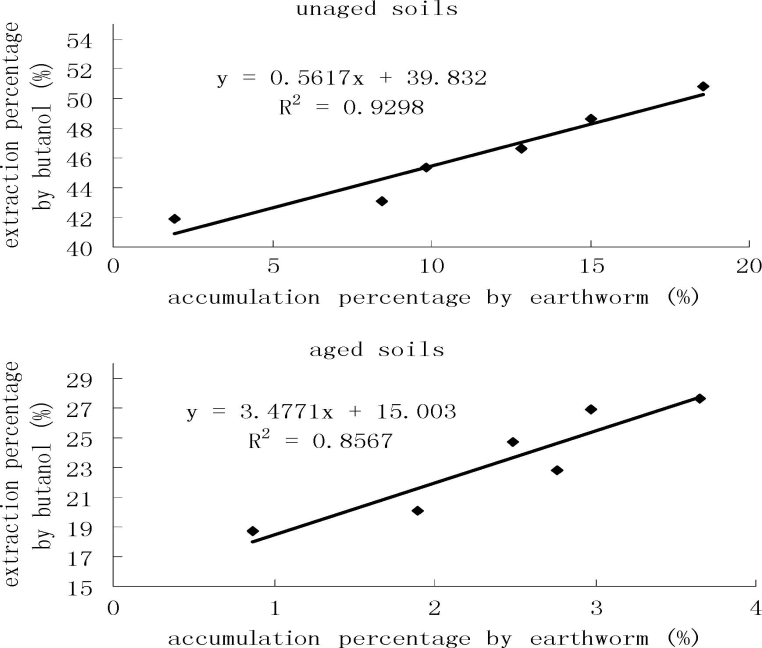 unaged soils
extraction percentage
by butanol (%)
54
52
50
48
46
44
42
40
y = 0.5617x + 39.832
R² = 0.9298
0 5 10 15 20
accumulation percentage by earthworm (%)
aged soils
extraction percentage
by butanol (%)
29
27
25
23
21
19
17
15
y = 3.4771x + 15.003
R² = 0.8567
0 1 2 3 4
accumulation percentage by earthworm (%)